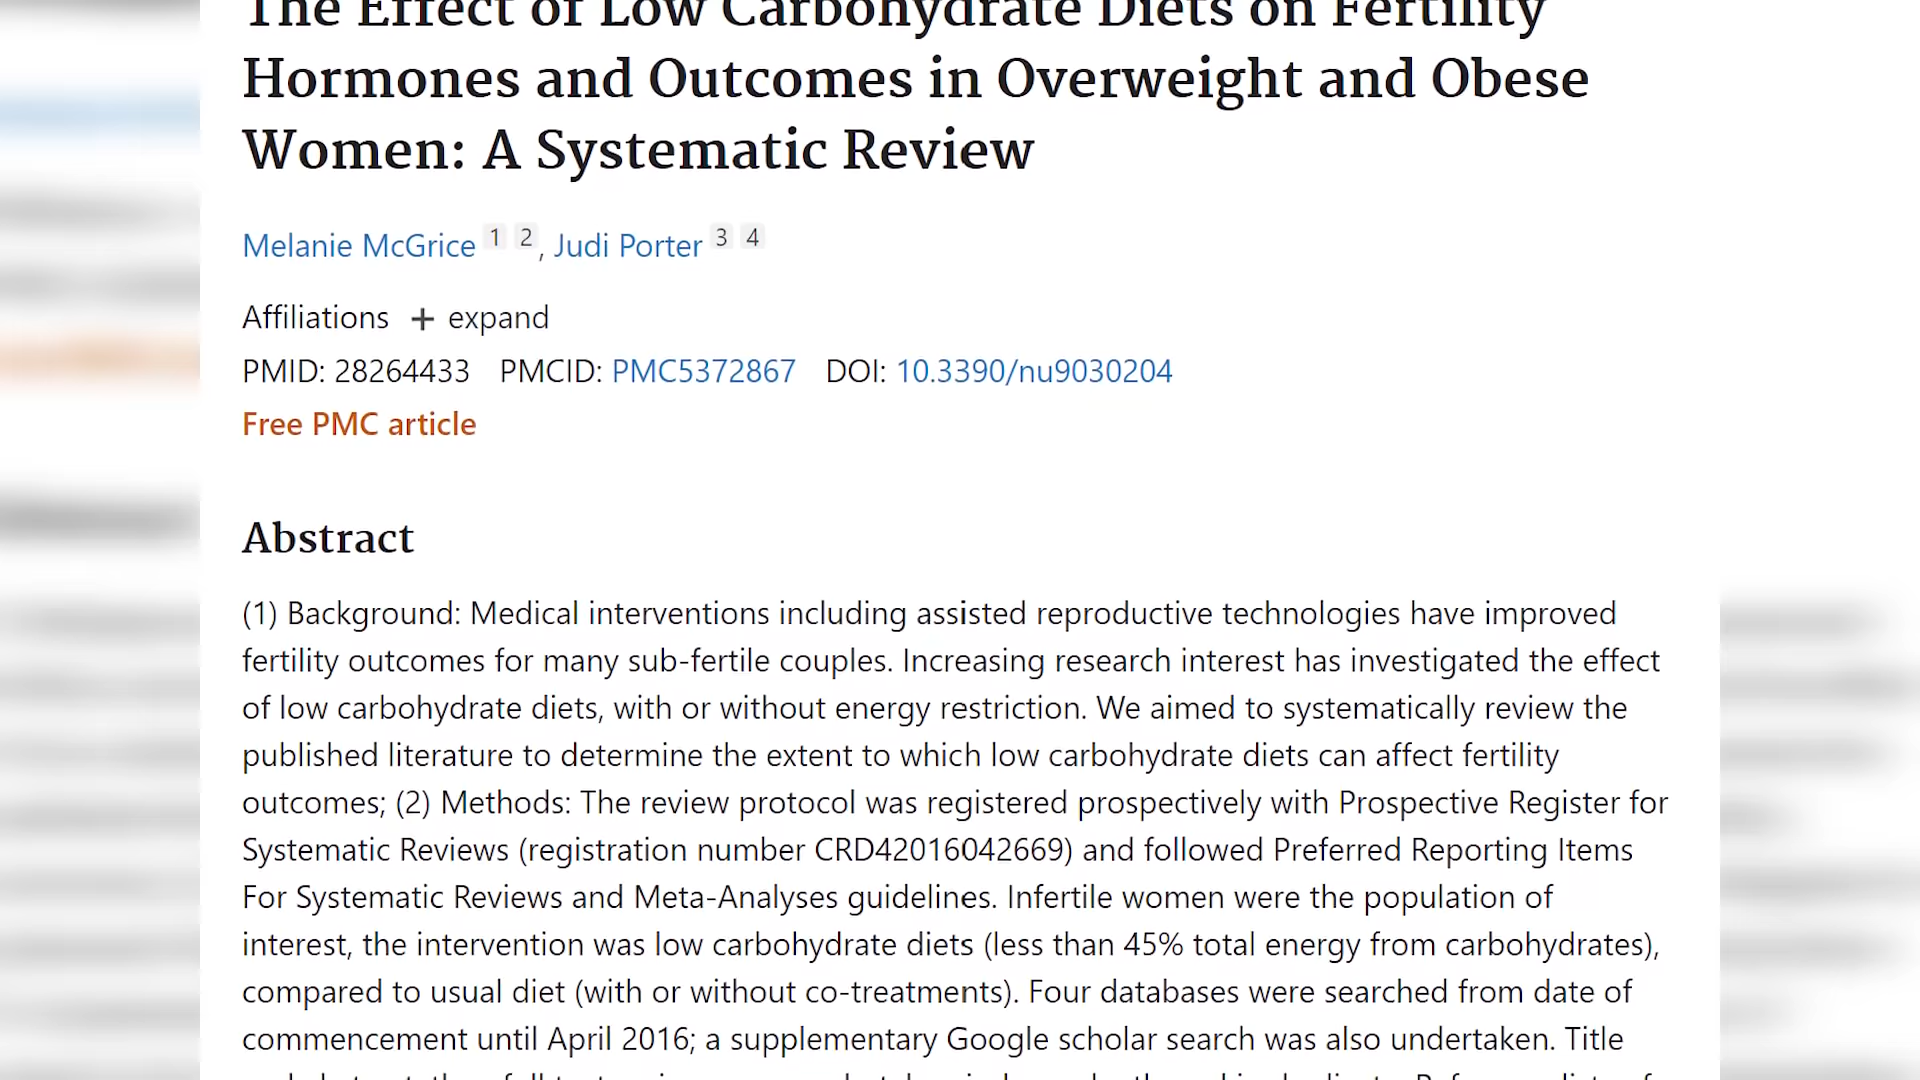 The Effect of Low Carbohydrate Diets on Fertility
Hormones and Outcomes in Overweight and Obese
Women: A Systematic Review
Melanie McGrice 1 2 , Judi Porter 3 4
Affiliations + expand
PMID: 28264433 PMCID: PMC5372867 DOI: 10.3390/nu9030204
Free PMC article
Abstract
(1) Background: Medical interventions including assisted reproductive technologies have improved
fertility outcomes for many sub-fertile couples. Increasing research interest has investigated the effect
of low carbohydrate diets, with or without energy restriction. We aimed to systematically review the
published literature to determine the extent to which low carbohydrate diets can affect fertility
outcomes; (2) Methods: The review protocol was registered prospectively with Prospective Register for
Systematic Reviews (registration number CRD42016042669) and followed Preferred Reporting Items
For Systematic Reviews and Meta-Analyses guidelines. Infertile women were the population of
interest, the intervention was low carbohydrate diets (less than 45% total energy from carbohydrates),
compared to usual diet (with or without co-treatments). Four databases were searched from date of
commencement until April 2016; a supplementary Google scholar search was also undertaken. Title